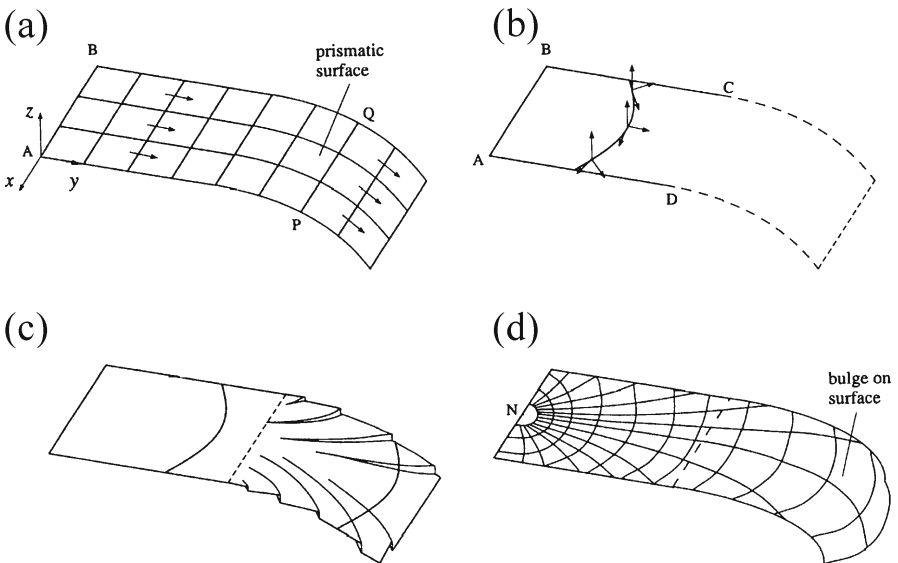 (a)
(b)
B
prismatic
surface
Q
z
A
x
y
P
B
C
A
D
(c)
(d)
N
bulge on
surface